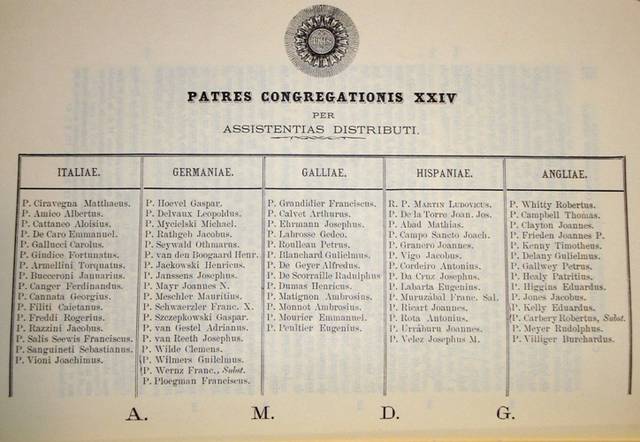 IHS
PATRES CONGREGATIONIS XXIV
PER
ASSISTENTIAS DISTRIBUTI.
ITALIAE.
P. Ciravegna Matthaeus.
P. Amico Albertus.
P. Cattaneo Aloisius.
P. De Caro Emmanuel.
P. Gallucci Carolus.
P. Giudice Fortunatus.
P. Armellini Torquatus.
P. Bucceroni Januarius.
P. Canger Ferdinandus.
P. Cannata Georgius.
P. Filiti Caietanus.
P. Freddi Rogerius.
P. Razzini Jacobus.
P. Salis Seewis Franciscus.
P. Sanguineti Sebastianus.
P. Vioni Joachimus.
GERMANIAE.
P. Hoevel Gaspar.
P. Delvaux Leopoldus.
P. Mycielski Michael.
P. Rathgeb Jacobus.
P. Seywald Othmarus.
P. van den Boogaard Henr.
P. Jackowski Henricus.
P. Janssens Josephus.
P. Mayr Joannes X.
P. Meschler Mauritius.
P. Schwaerzler Franc. X.
P. Szczepkowski Gaspar.
P. van Gestel Adrianus.
P. van Reeth Josephus.
P. Wilde Clemens.
P. Wilmers Guilelmus.
P. Wernz Franc., Subst.
P. Ploegman Franciscus.
GALLIAE.
P. Grandidier Franciscus.
P. Calvet Arthurus.
P. Ehrmann Josephus.
P. Labrosse Gedeo.
P. Roulleau Petrus.
P. Blanchard Gulielmus.
P. De Geyer Alfredus.
P. De Scorraille Radulphus
P. Dumas Henricus.
P. Matignon Ambrosius.
P. Monnot Ambrosius.
P. Mourier Emmanuel.
P. Peultier Eugenius.
HISPANIAE.
R. P. MARTIN LUDOVICUS.
P. De la Torre Joan. Jos.
P. Abad Mathias.
P. Campo Sancto Joach.
P. Granero Joannes.
P. Vigo Jacobus.
P. Cordeiro Antonius.
P. Da Cruz Josephus.
P. Labarta Eugenius.
P. Muruzábal Franc. Sal.
P. Ricart Joannes.
P. Rota Antonius.
P. Urráburu Joannes.
P. Velez Josephus M.
ANGLIAE.
P. Whitty Robertus.
P. Campbell Thomas.
P. Clayton Joannes.
P. Frieden Joannes P.
P. Kenny Timotheus.
P. Delany Gulielmus.
P. Gallwey Petrus.
P. Healy Patritius.
P. Higgins Eduardus.
P. Jones Jacobus.
P. Kelly Eduardus.
P. Carbery Robertus, Subst.
P. Meyer Rudolphus.
P. Villiger Burchardus.
A. M. D. G.